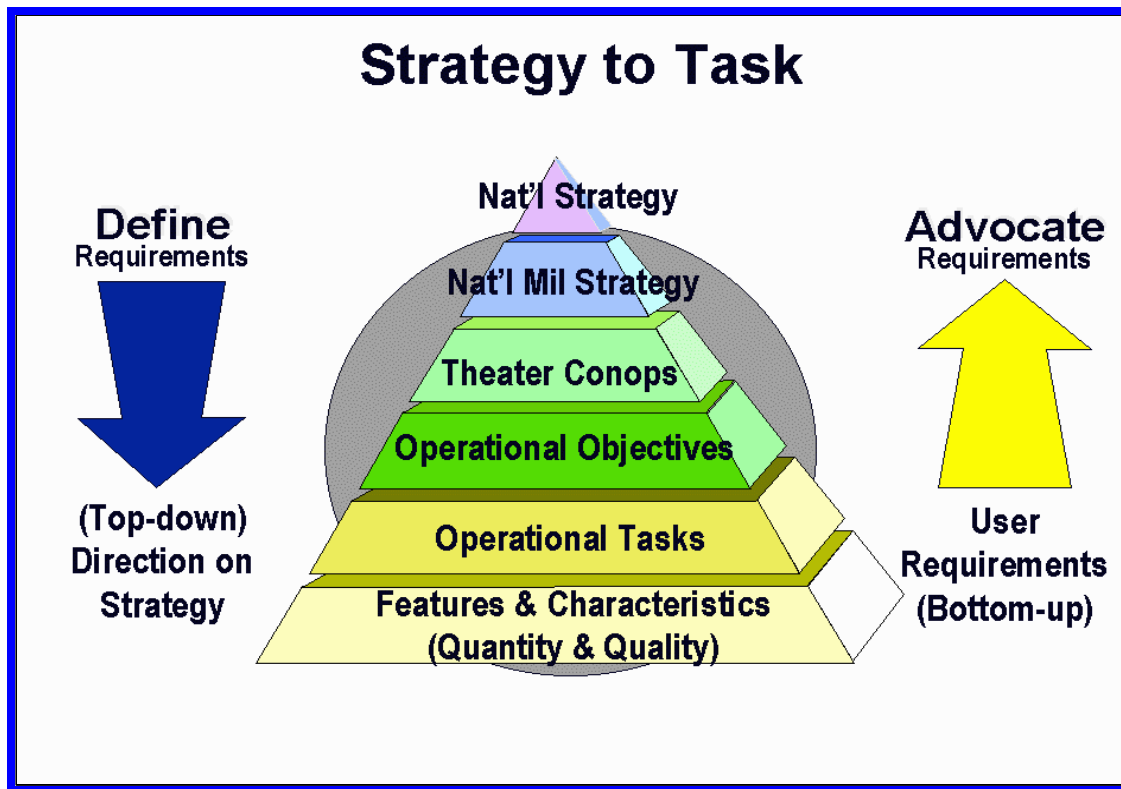 Strategy to Task
Define
Requirements
(Top-down)
Direction on
Strategy
Nat'l Strategy
Nat'l Mil Strategy
Theater Conops
Operational Objectives
Operational Tasks
Features & Characteristics
(Quantity & Quality)
Advocate
Requirements
User
Requirements
(Bottom-up)